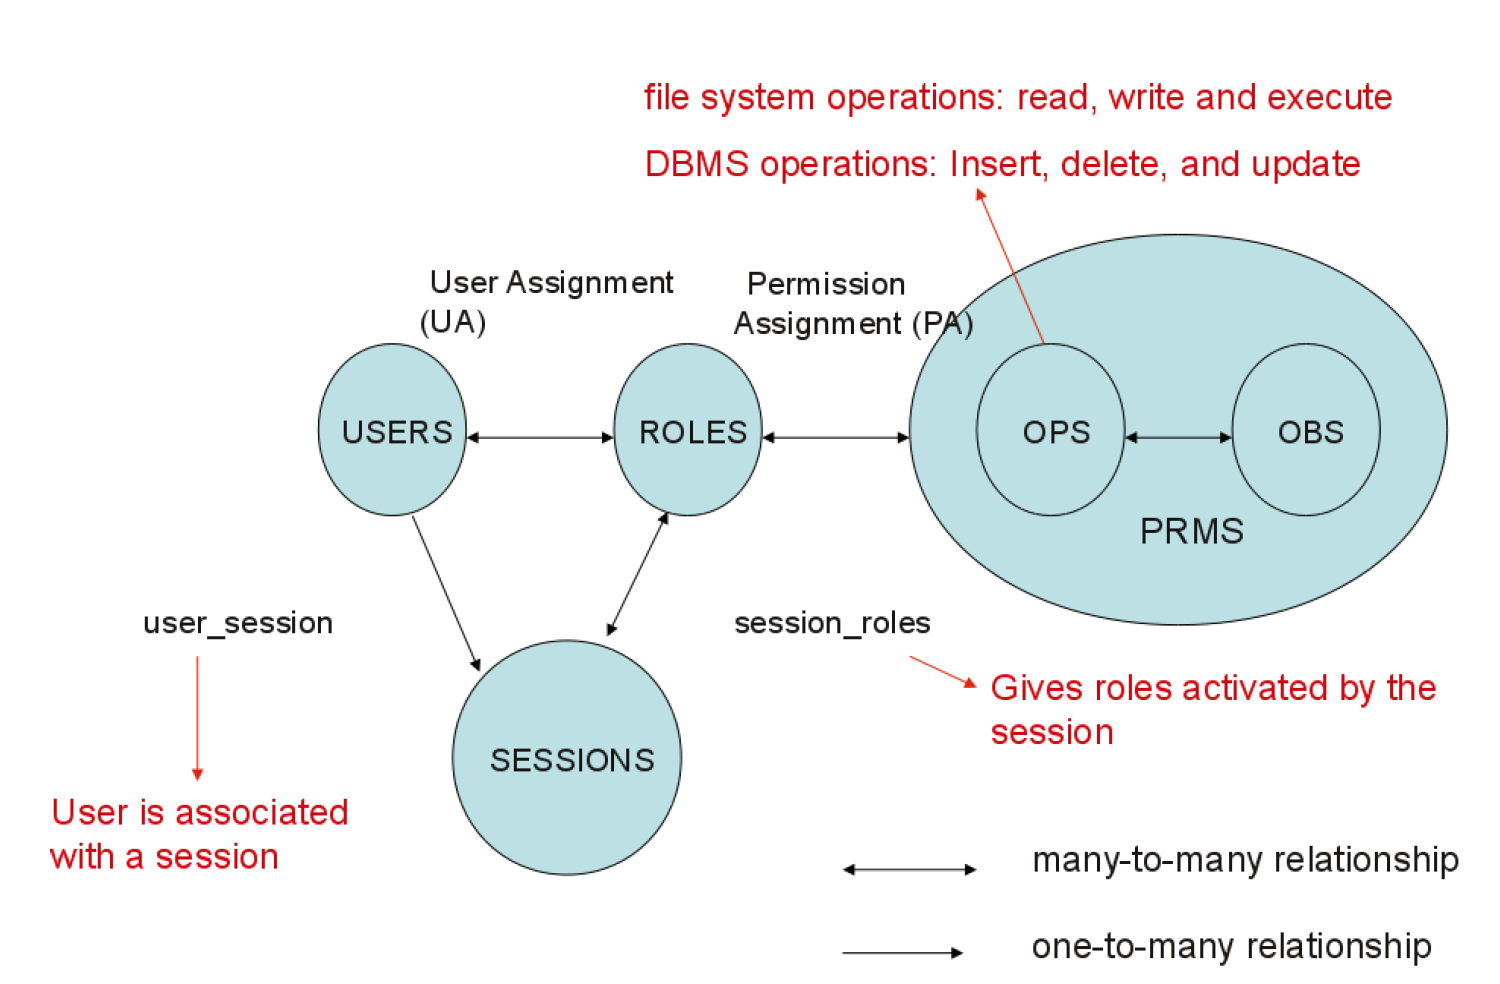 file system operations: read, write and execute
DBMS operations: Insert, delete, and update
User Assignment
(UA)
Permission
Assignment (PA)
USERS
ROLES
OPS
OBS
PRMS
user_session
session_roles
Gives roles activated by the
session
SESSIONS
User is associated
with a session
many-to-many relationship
one-to-many relationship